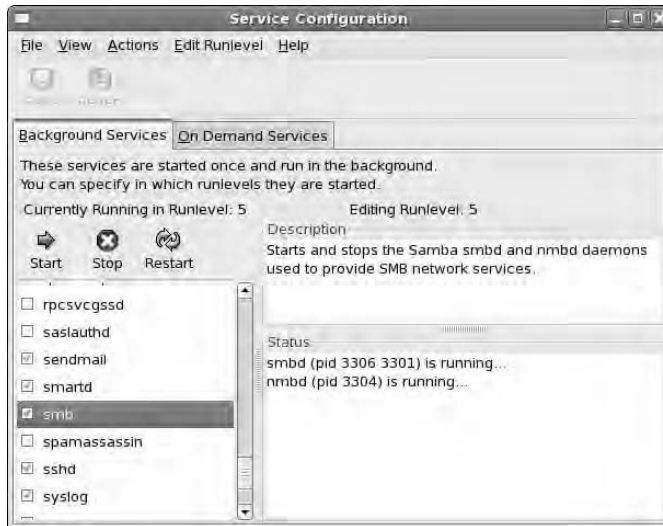 Service Configuration
File View Actions Edit Runlevel Help
Background Services On Demand Services
These services are started once and run in the background.
You can specify in which runlevels they are started.
Currently Running in Runlevel: 5 Editing Runlevel: 5
Start Stop Restart
rpcsvcgssd
saslauthd
sendmail
smartd
smb
spamassassin
sshd
syslog
Description
Starts and stops the Samba smbd and nmbd daemons
used to provide SMB network services.
Status
smbd (pid 3306 3301) is running...
nmbd (pid 3304) is running...